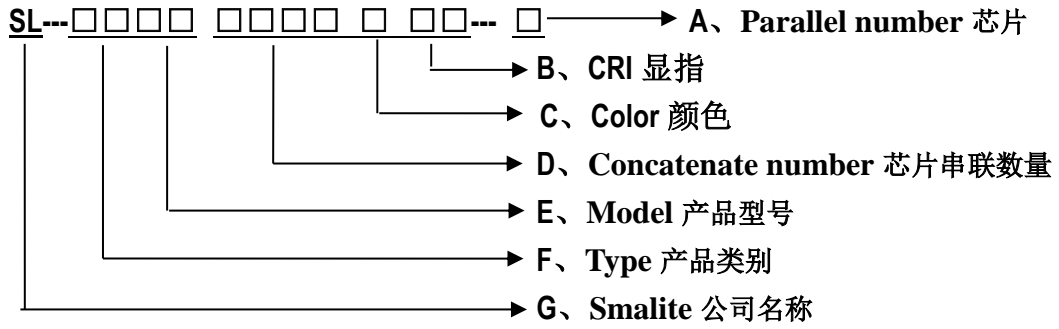 SL---□□□□ □□□□ □ □□--- □ A、Parallel number 芯片
B、CRI 显指
C、Color 颜色
D、Concatenate number 芯片串联数量
E、Model 产品型号
F、Type 产品类别
G、Smalite 公司名称